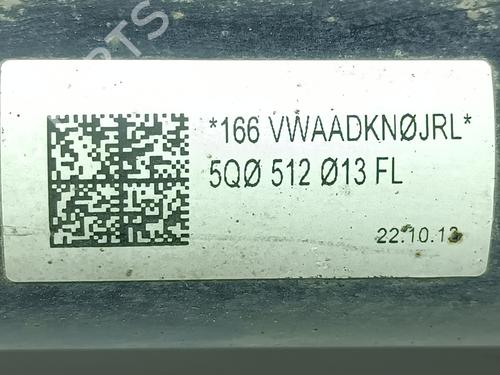 *166 VWAADKNØJRL*
5QØ 512 Ø13 FL
22.10.13